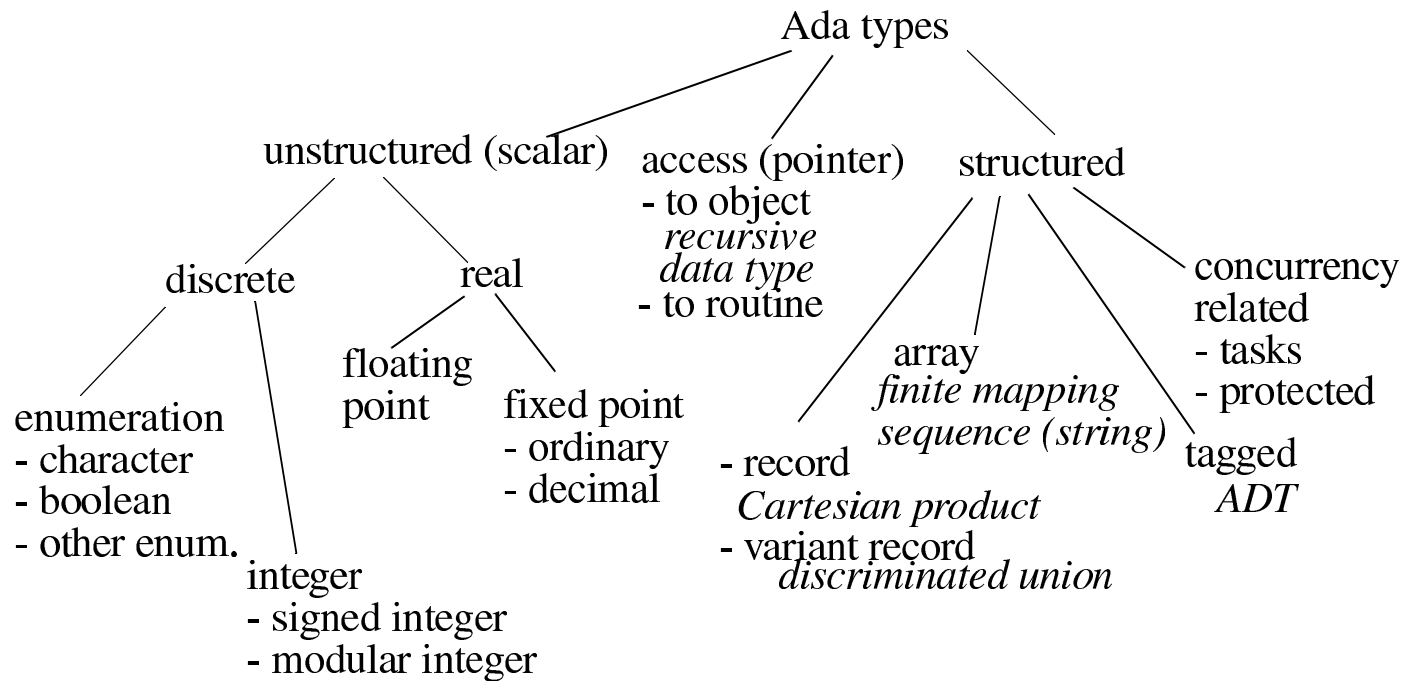 Ada types
unstructured (scalar)
access (pointer)
- to object
recursive
data type
- to routine
structured
discrete
real
enumeration
- character
- boolean
- other enum.
integer
- signed integer
- modular integer
floating
point
fixed point
- ordinary
- decimal
- record
Cartesian product
- variant record
discriminated union
array
finite mapping
sequence (string)
tagged
ADT
concurrency
related
- tasks
- protected